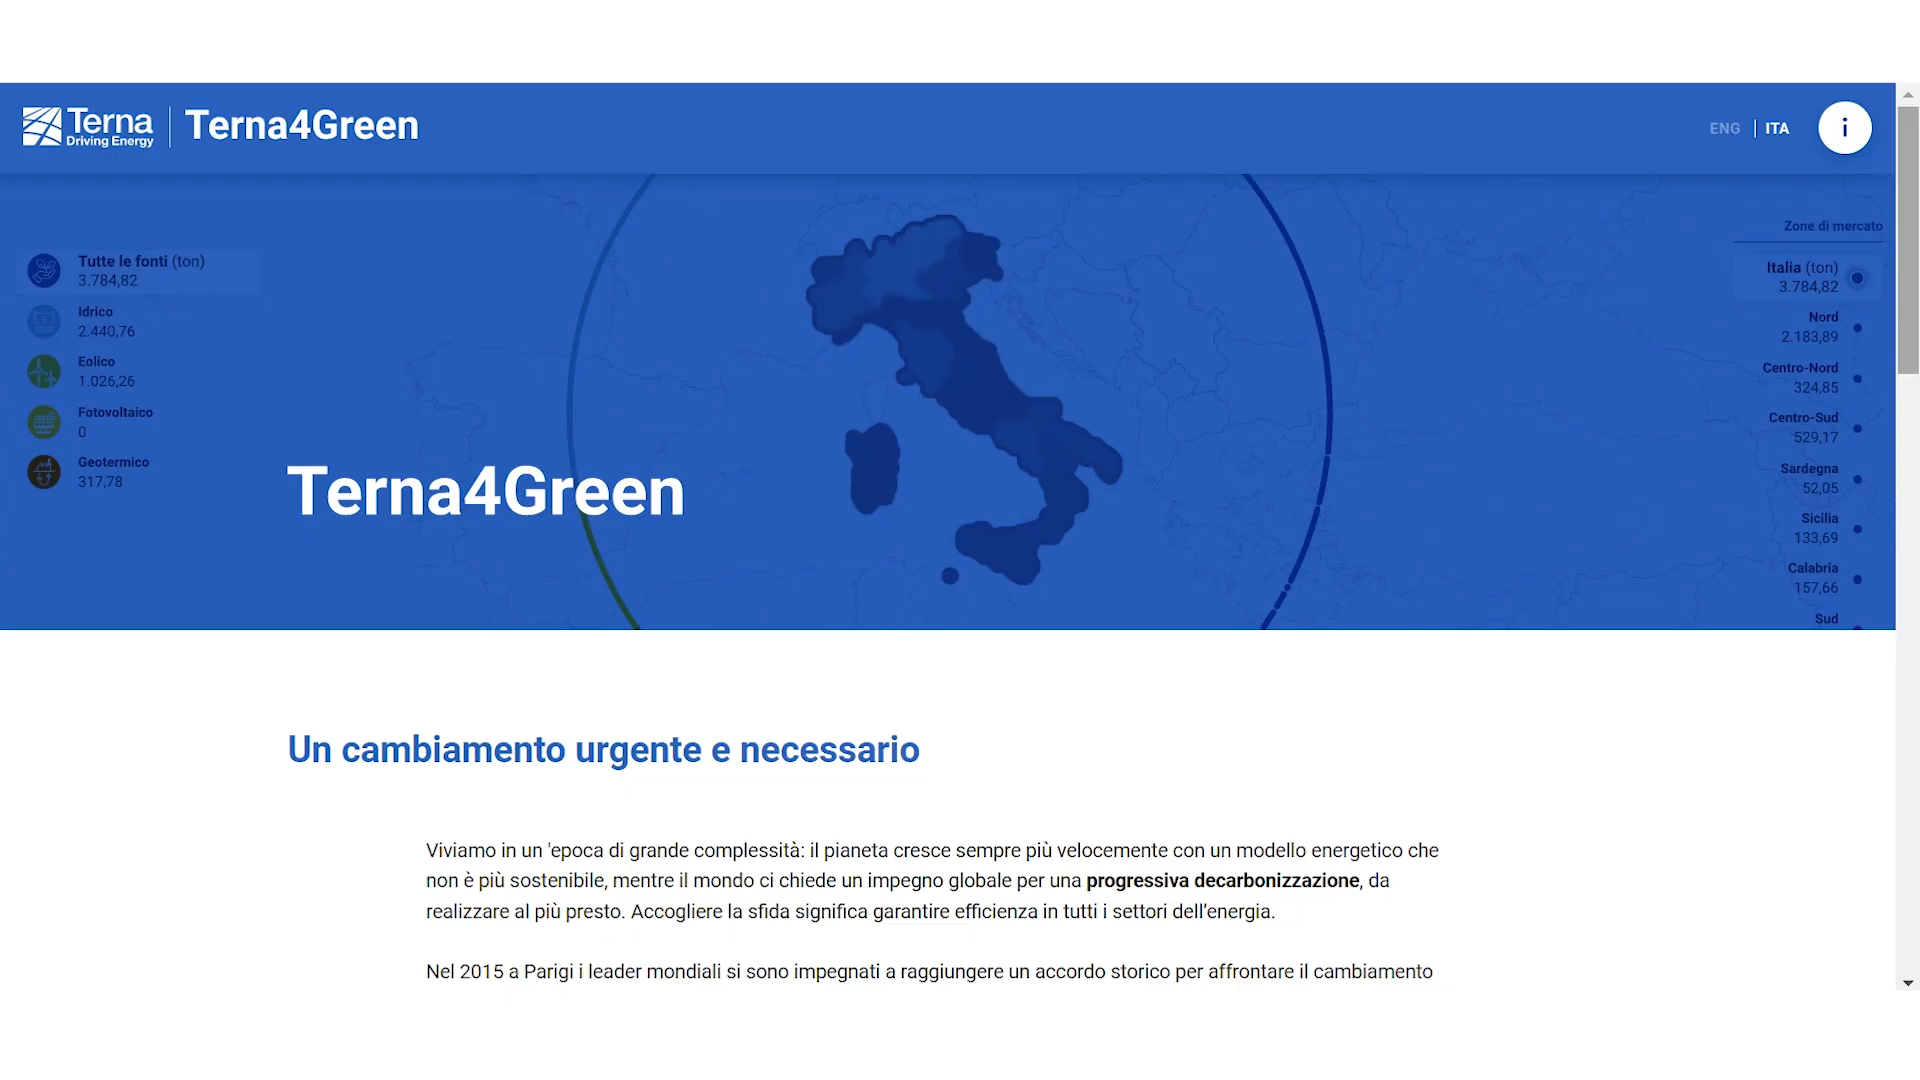 Terna
Driving Energy
Terna4Green
ENG
ITA
i
Tutte le fonti (ton)
3.784,82
Idrico
2.440,76
Eolico
1.026,26
Fotovoltaico
0
Geotermico
317,78
Terna4Green
Zone di mercato
Italia (ton)
3.784,82
Nord
2.183,89
Centro-Nord
324,85
Centro-Sud
529,17
Sardegna
52,05
Sicilia
133,69
Calabria
157,66
Sud
Un cambiamento urgente e necessario
Viviamo in un 'epoca di grande complessità: il pianeta cresce sempre più velocemente con un modello energetico che
non è più sostenibile, mentre il mondo ci chiede un impegno globale per una progressiva decarbonizzazione, da
realizzare al più presto. Accogliere la sfida significa garantire efficienza in tutti i settori dell’energia.
Nel 2015 a Parigi i leader mondiali si sono impegnati a raggiungere un accordo storico per affrontare il cambiamento